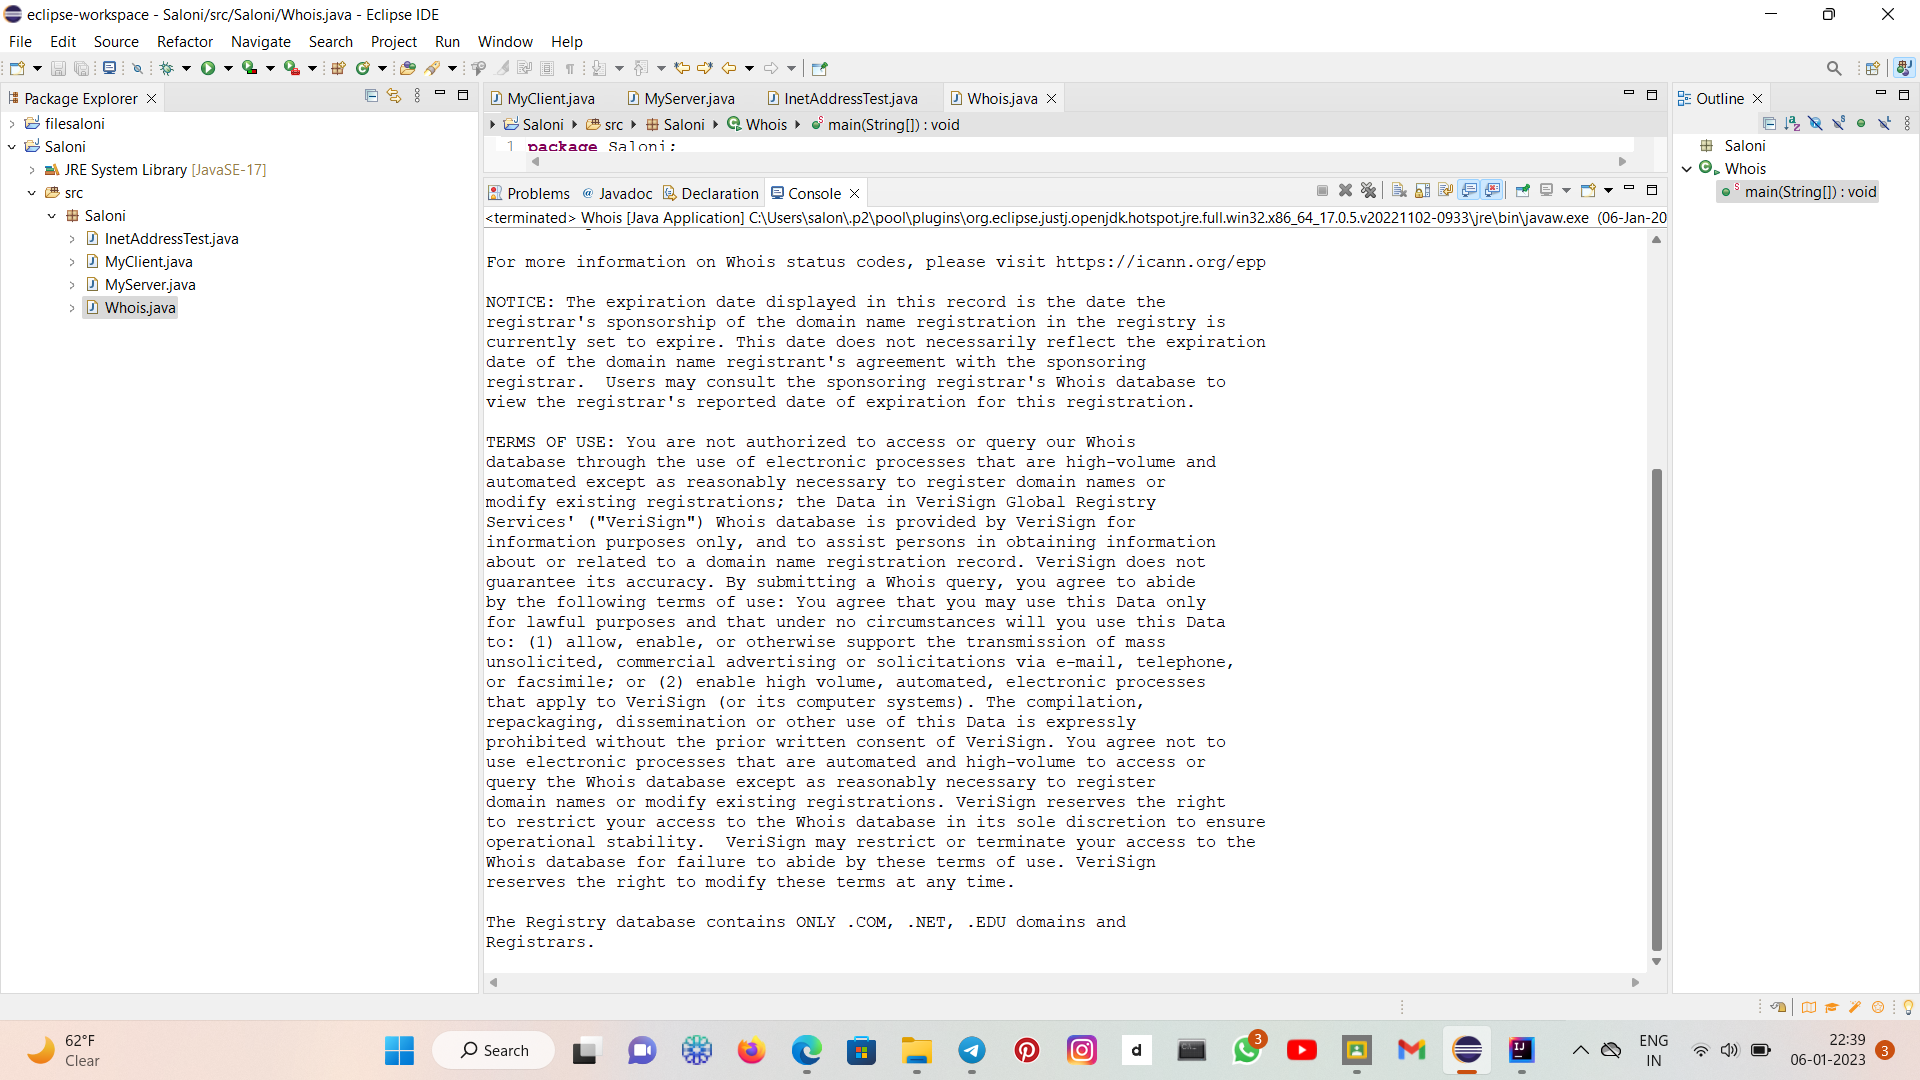 eclipse-workspace - Saloni/src/Saloni/Whois.java - Eclipse IDE
File Edit Source Refactor Navigate Search Project Run Window Help
Package Explorer
filesaloni
Saloni
JRE System Library [JavaSE-17]
src
Saloni
InetAddressTest.java
MyClient.java
MyServer.java
Whois.java
MyClient.java MyServer.java InetAddressTest.java Whois.java
Saloni src Saloni Whois main(String[]) : void
1 package Saloni;
Problems Javadoc Declaration Console
<terminated> Whois [Java Application] C:\Users\salon\.p2\pool\plugins\org.eclipse.justj.openjdk.hotspot.jre.full.win32.x86_64_17.0.5.v20221102-0933\jre\bin\javaw.exe (06-Jan-20
For more information on Whois status codes, please visit https://icann.org/epp
NOTICE: The expiration date displayed in this record is the date the
registrar's sponsorship of the domain name registration in the registry is
currently set to expire. This date does not necessarily reflect the expiration
date of the domain name registrant's agreement with the sponsoring
registrar.  Users may consult the sponsoring registrar's Whois database to
view the registrar's reported date of expiration for this registration.
TERMS OF USE: You are not authorized to access or query our Whois
database through the use of electronic processes that are high-volume and
automated except as reasonably necessary to register domain names or
modify existing registrations; the Data in VeriSign Global Registry
Services' ("VeriSign") Whois database is provided by VeriSign for
information purposes only, and to assist persons in obtaining information
about or related to a domain name registration record. VeriSign does not
guarantee its accuracy. By submitting a Whois query, you agree to abide
by the following terms of use: You agree that you may use this Data only
for lawful purposes and that under no circumstances will you use this Data
to: (1) allow, enable, or otherwise support the transmission of mass
unsolicited, commercial advertising or solicitations via e-mail, telephone,
or facsimile; or (2) enable high volume, automated, electronic processes
that apply to VeriSign (or its computer systems). The compilation,
repackaging, dissemination or other use of this Data is expressly
prohibited without the prior written consent of VeriSign. You agree not to
use electronic processes that are automated and high-volume to access or
query the Whois database except as reasonably necessary to register
domain names or modify existing registrations. VeriSign reserves the right
to restrict your access to the Whois database in its sole discretion to ensure
operational stability.  VeriSign may restrict or terminate your access to the
Whois database for failure to abide by these terms of use. VeriSign
reserves the right to modify these terms at any time.
The Registry database contains ONLY .COM, .NET, .EDU domains and
Registrars.
Outline
Saloni
Whois
main(String[]) : void
62°F
Clear
Search
d
3
IJ
ENG
IN
22:39
06-01-2023
3